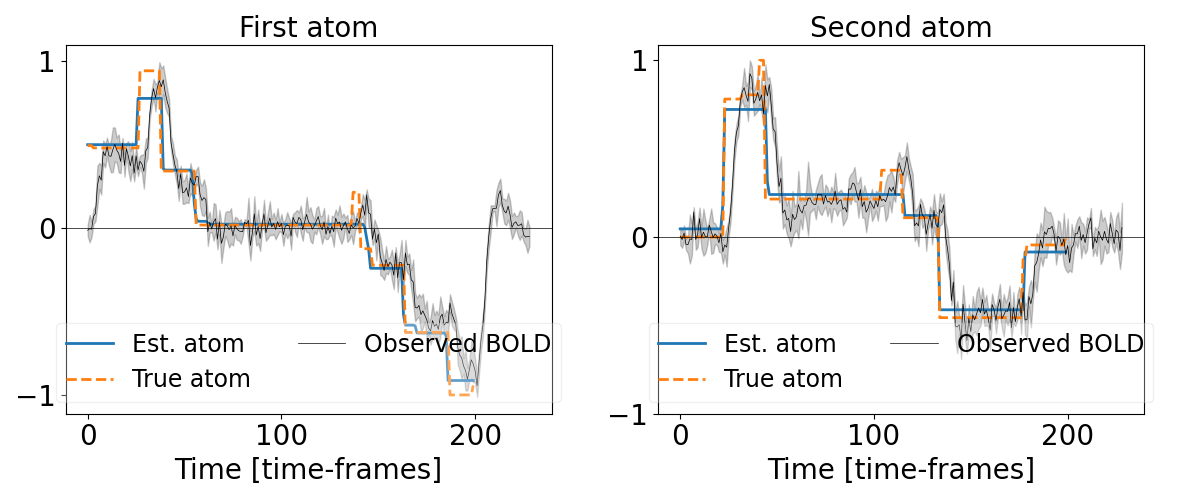 First atom
1
0
−1
Est. atom
True atom
Observed BOLD
0 100 200
Time [time-frames]
Second atom
1
0
−1
Est. atom
True atom
Observed BOLD
0 100 200
Time [time-frames]